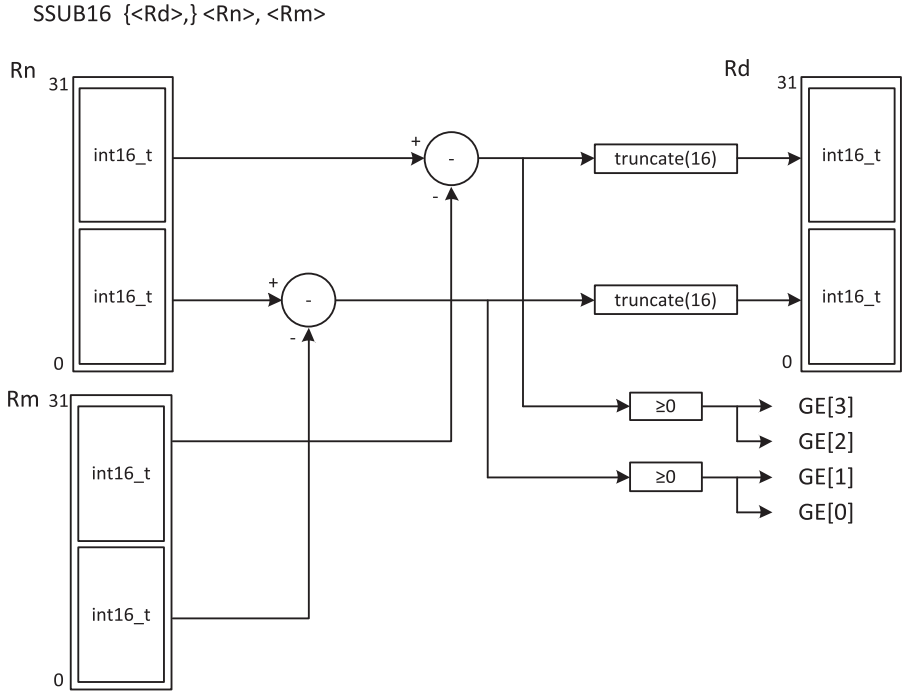 SSUB16 {<Rd>,} <Rn>, <Rm>
Rn
31
int16_t
int16_t
0
+
-
-
+
-
-
truncate(16)
truncate(16)
Rd
31
int16_t
int16_t
0
Rm
31
int16_t
int16_t
0
≥0
GE[3]
GE[2]
≥0
GE[1]
GE[0]